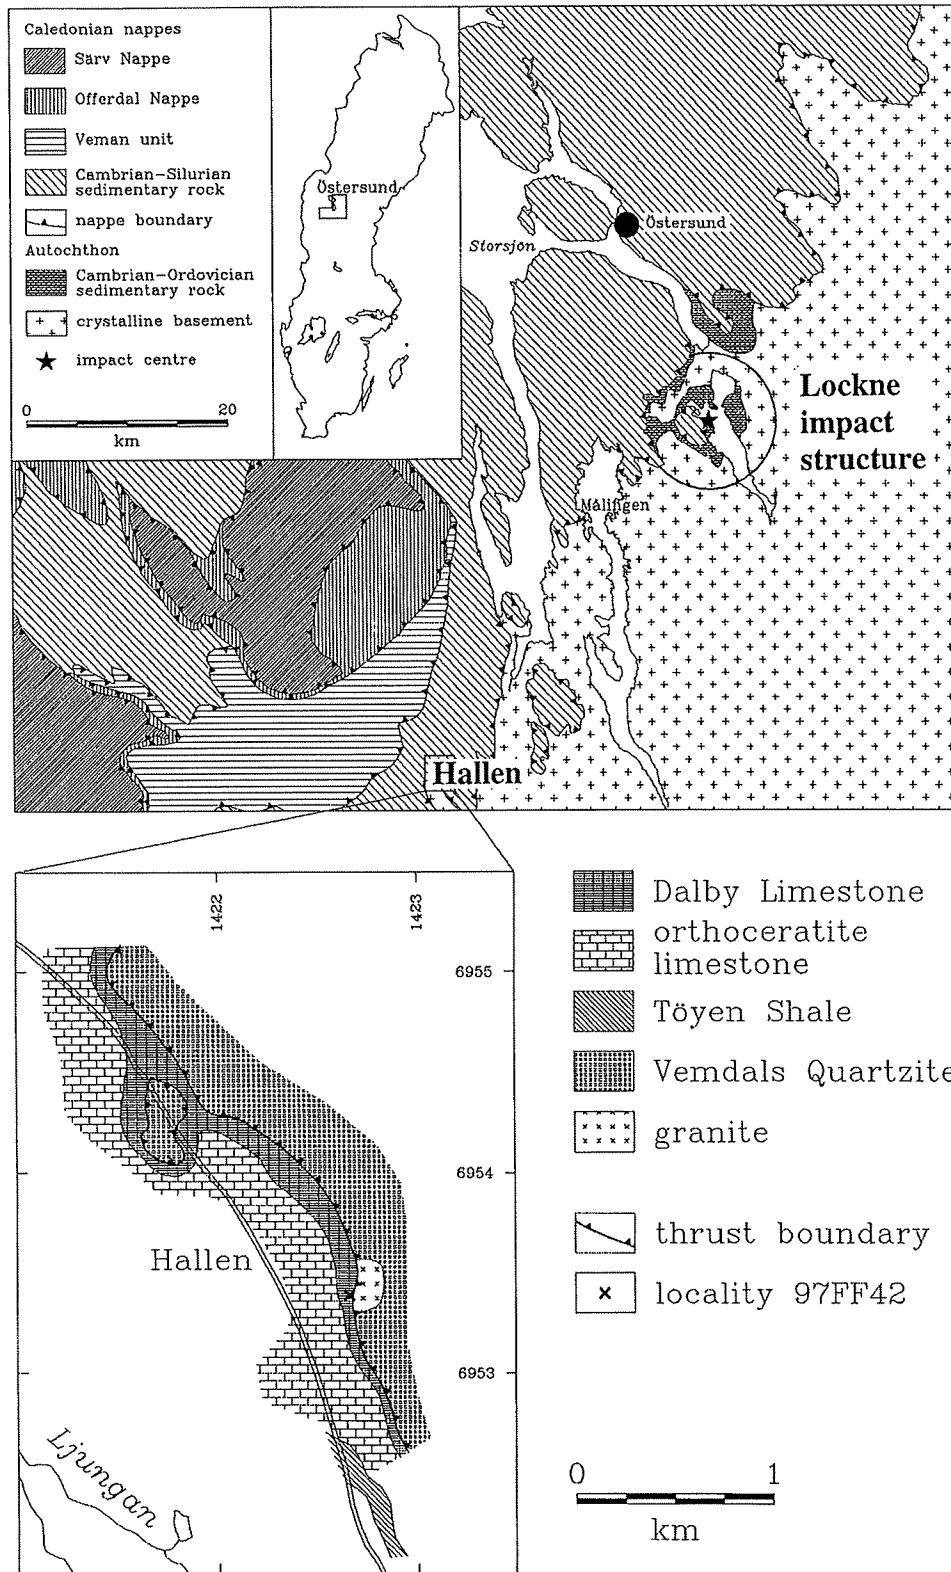 Caledonian nappes
Särv Nappe
Offerdal Nappe
Veman unit
Cambrian-Silurian
sedimentary rock
nappe boundary
Autochthon
Cambrian-Ordovician
sedimentary rock
crystalline basement
impact centre
0 20
km
Östersund
Storsjön
Östersund
Lockne
impact
structure
Målingen
Hallen
1422
1423
6955
6954
6953
Hallen
Ljungan
Dalby Limestone
orthoceratite
limestone
Töyen Shale
Vemdals Quartzite
granite
thrust boundary
locality 97FF42
0 1
km